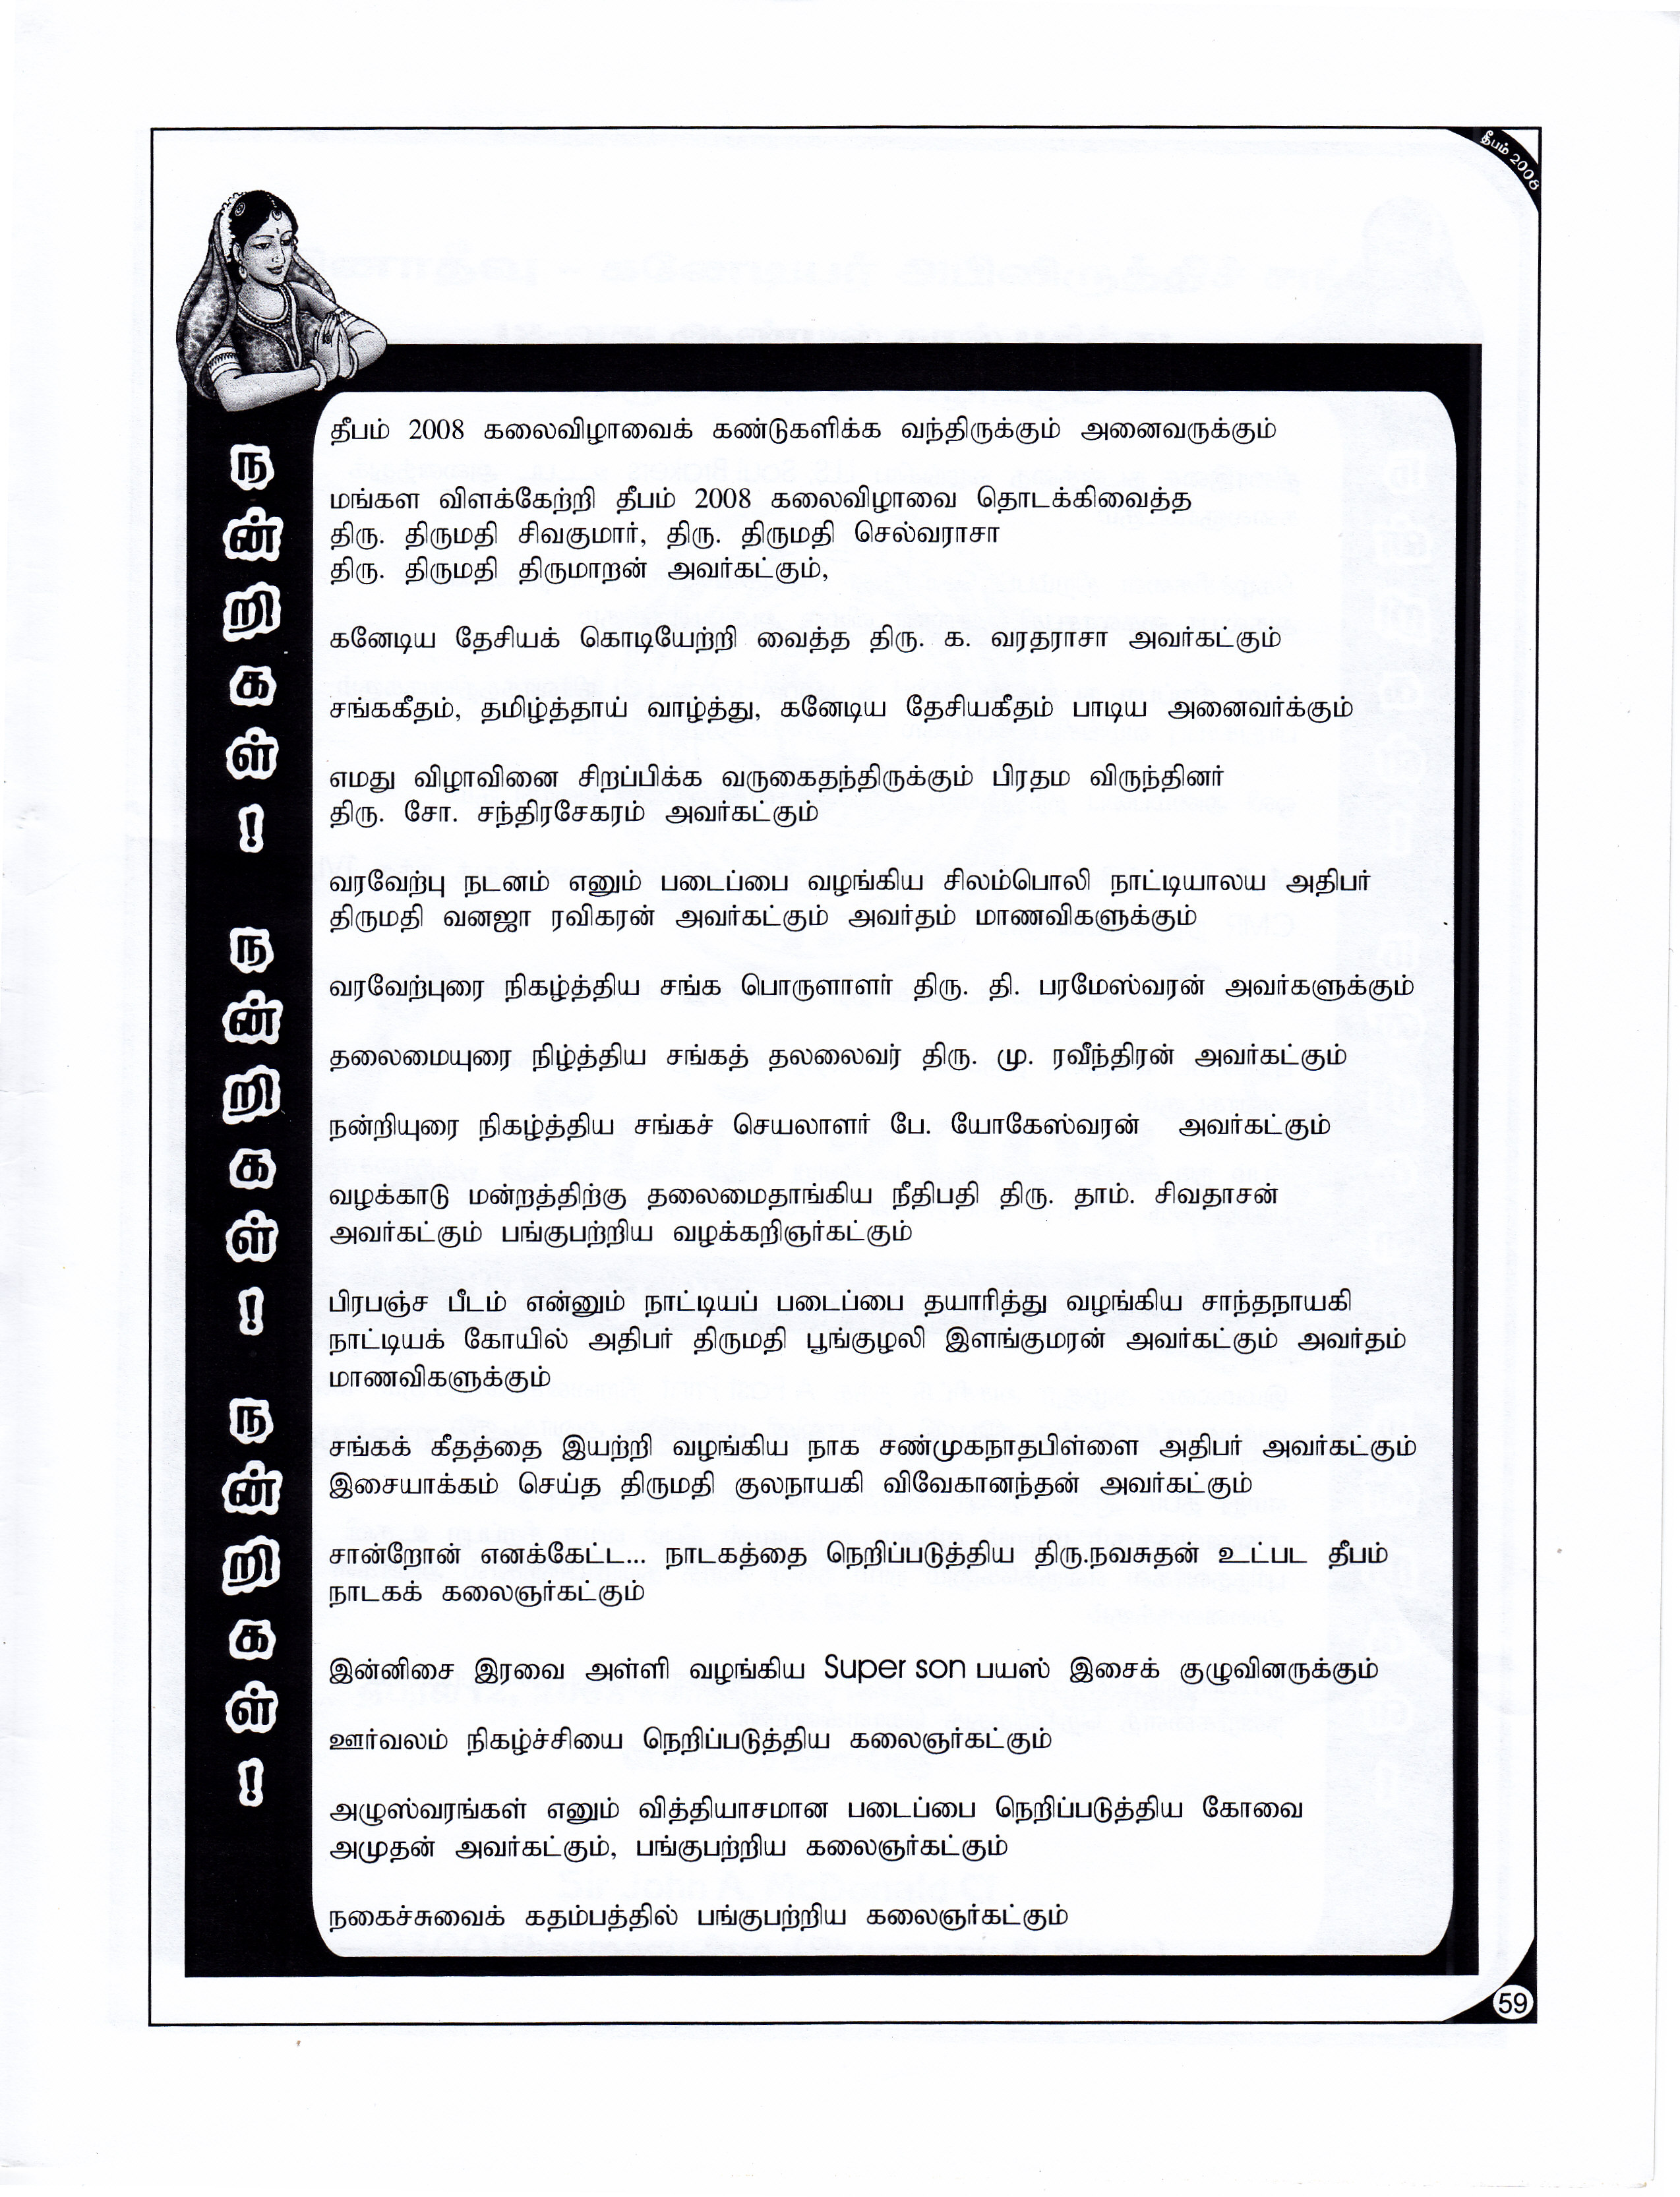 தீபம் 2008
நன்றிகள்! நன்றிகள்! நன்றிகள்!
தீபம் 2008 கலைவிழாவைக் கண்டுகளிக்க வந்திருக்கும் அனைவருக்கும்
மங்கள விளக்கேற்றி தீபம் 2008 கலைவிழாவை தொடக்கிவைத்த
திரு. திருமதி சிவகுமார், திரு. திருமதி செல்வராசா
திரு. திருமதி திருமாறன் அவர்கட்கும்,
கனேடிய தேசியக் கொடியேற்றி வைத்த திரு. க. வரதராசா அவர்கட்கும்
சங்ககீதம், தமிழ்த்தாய் வாழ்த்து, கனேடிய தேசியகீதம் பாடிய அனைவர்க்கும்
எமது விழாவினை சிறப்பிக்க வருகைதந்திருக்கும் பிரதம விருந்தினர்
திரு. சோ. சந்திரசேகரம் அவர்கட்கும்
வரவேற்பு நடனம் எனும் படைப்பை வழங்கிய சிலம்பொலி நாட்டியாலய அதிபர்
திருமதி வனஜா ரவிகரன் அவர்கட்கும் அவர்தம் மாணவிகளுக்கும்
வரவேற்புரை நிகழ்த்திய சங்க பொருளாளர் திரு. தி. பரமேஸ்வரன் அவர்களுக்கும்
தலைமையுரை நிழ்த்திய சங்கத் தலலைவர் திரு. மு. ரவீந்திரன் அவர்கட்கும்
நன்றியுரை நிகழ்த்திய சங்கச் செயலாளர் பே. யோகேஸ்வரன் அவர்கட்கும்
வழக்காடு மன்றத்திற்கு தலைமைதாங்கிய நீதிபதி திரு. தாம். சிவதாசன்
அவர்கட்கும் பங்குபற்றிய வழக்கறிஞர்கட்கும்
பிரபஞ்ச பீடம் என்னும் நாட்டியப் படைப்பை தயாரித்து வழங்கிய சாந்தநாயகி
நாட்டியக் கோயில் அதிபர் திருமதி பூங்குழலி இளங்குமரன் அவர்கட்கும் அவர்தம்
மாணவிகளுக்கும்
சங்கக் கீதத்தை இயற்றி வழங்கிய நாக சண்முகநாதபிள்ளை அதிபர் அவர்கட்கும்
இசையாக்கம் செய்த திருமதி குலநாயகி விவேகானந்தன் அவர்கட்கும்
சான்றோன் எனக்கேட்ட... நாடகத்தை நெறிப்படுத்திய திரு.நவசுதன் உட்பட தீபம்
நாடகக் கலைஞர்கட்கும்
இன்னிசை இரவை அள்ளி வழங்கிய Super son பயஸ் இசைக் குழுவினருக்கும்
ஊர்வலம் நிகழ்ச்சியை நெறிப்படுத்திய கலைஞர்கட்கும்
அழுஸ்வரங்கள் எனும் வித்தியாசமான படைப்பை நெறிப்படுத்திய கோவை
அமுதன் அவர்கட்கும், பங்குபற்றிய கலைஞர்கட்கும்
நகைச்சுவைக் கதம்பத்தில் பங்குபற்றிய கலைஞர்கட்கும்
59